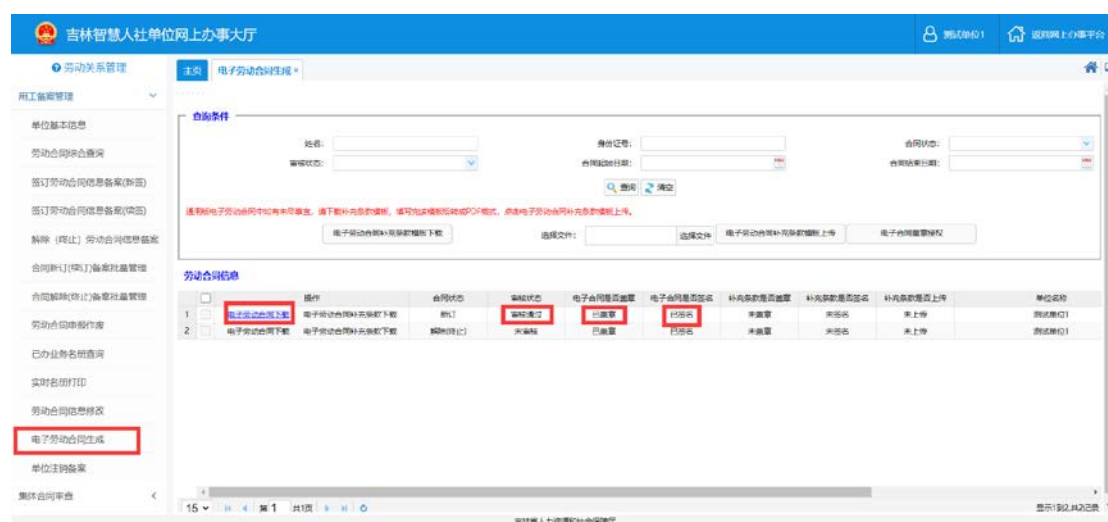 吉林智慧人社单位网上办事大厅
测试单位1
返回网上办事平台
劳动关系管理
主页
电子劳动合同生成×
用工备案管理
单位基本信息
劳动合同综合查询
签订劳动合同信息备案(新签)
签订劳动合同信息备案(续签)
解除（终止）劳动合同信息备案
合同新订(续订)备案批量管理
合同解除(终止)备案批量管理
劳动合同申报作废
已办业务名册查询
实时名册打印
劳动合同信息修改
电子劳动合同生成
单位注销备案
集体合同审查
查询条件
姓名:
身份证号:
合同状态:
审核状态:
合同起始日期:
合同结束日期:
查询 清空
通用版电子劳动合同中如有未尽事宜，请下载补充条款模板，填写完该模板后转成PDF格式，点击电子劳动合同补充条款模板上传。
电子劳动合同补充条款模板下载
选择文件:
选择文件
电子劳动合同补充条款模板上传
电子合同盖章授权
劳动合同信息
操作 合同状态 审核状态 电子合同是否盖章 电子合同是否签名 补充条款是否盖章 补充条款是否签名 补充条款是否上传 单位名称
1 电子劳动合同下载 电子劳动合同补充条款下载 新订 审核通过 已盖章 已签名 未盖章 未签名 未上传 测试单位1
2 电子劳动合同下载 电子劳动合同补充条款下载 解除(终止) 未审核 已盖章 已签名 未盖章 未签名 未上传 测试单位1
15 第 1 共1页
显示1到2,共2记录
吉林省人力资源和社会保障厅